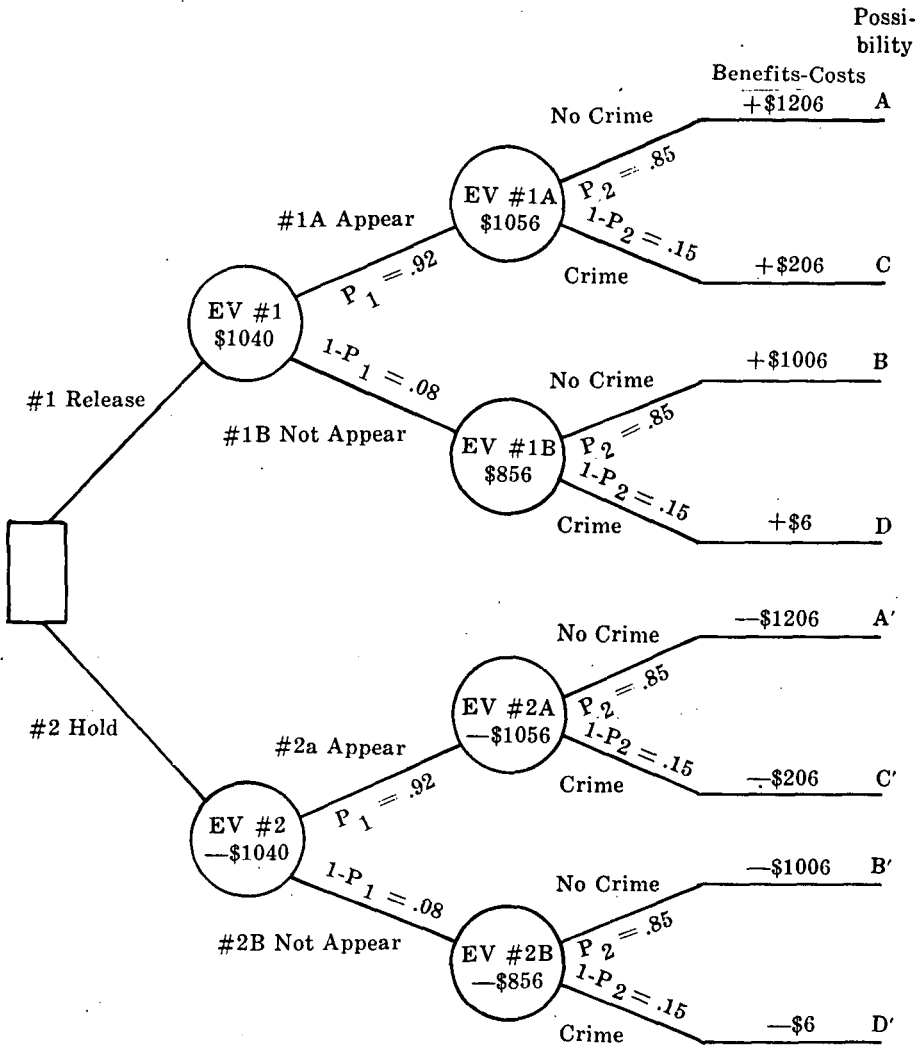 Possi-
bility
Benefits-Costs
+$1206 A
No Crime
P2 = .85
EV #1A
$1056
1-P2 = .15
#1A Appear
P1 = .92
Crime
+$206 C
EV #1
$1040
1-P1 = .08
#1 Release
#1B Not Appear
No Crime
+$1006 B
P2 = .85
EV #1B
$856
1-P2 = .15
Crime
+$6 D
—$1206 A′
No Crime
P2 = .85
EV #2A
—$1056
1-P2 = .15
#2 Hold
#2a Appear
P1 = .92
Crime
—$206 C′
EV #2
—$1040
1-P1 = .08
#2B Not Appear
No Crime
—$1006 B′
P2 = .85
EV #2B
—$856
1-P2 = .15
Crime
—$6 D′